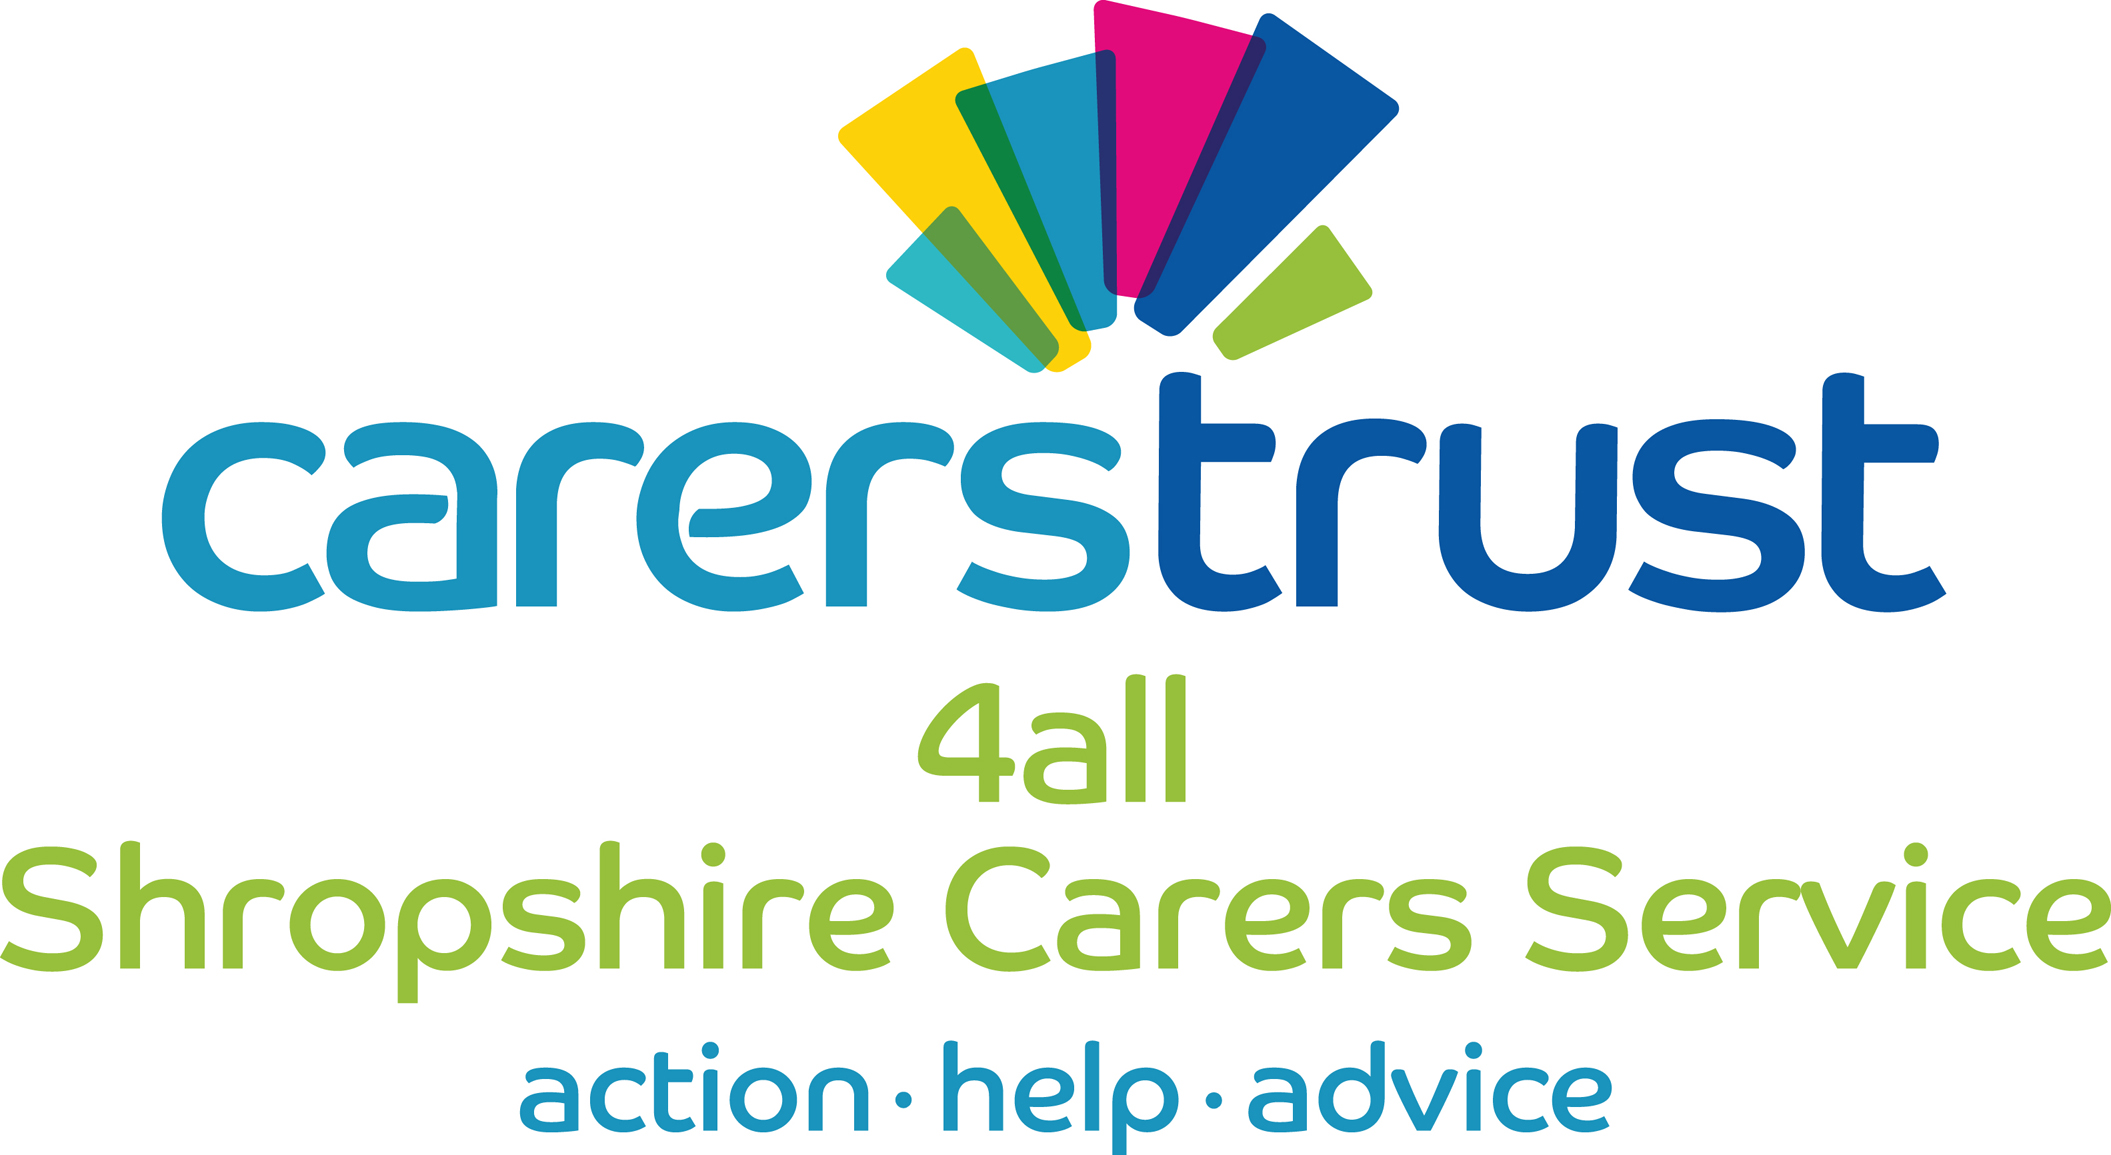 carerstrust
4all
Shropshire Carers Service
action · help · advice